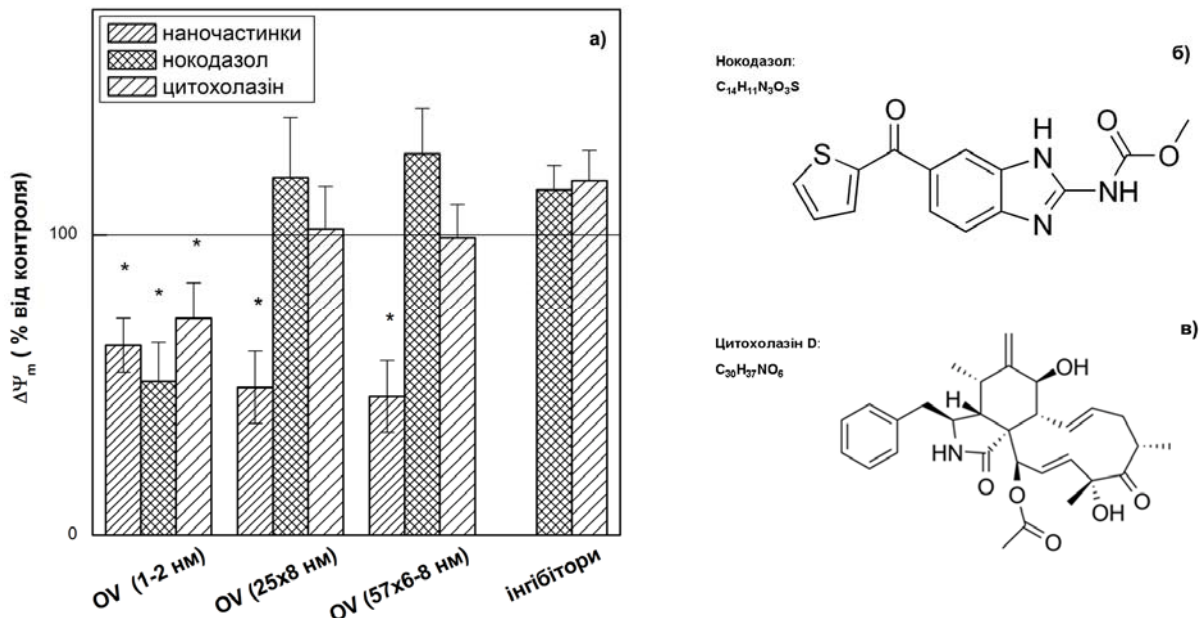 наночастинки
нокодазол
цитохолазін
а)
ΔΨm ( % від контроля)
100
0
*
*
*
*
*
OV (1-2 нм)
OV (25x8 нм)
OV (57x6-8 нм)
інгібітори
б)
Нокодазол:
C₁₄H₁₁N₃O₃S
S
O
H
N
N
NH
O
O
в)
Цитохолазін D:
C₃₀H₃₇NO₆
OH
H
HN
O
O
O
OH
O